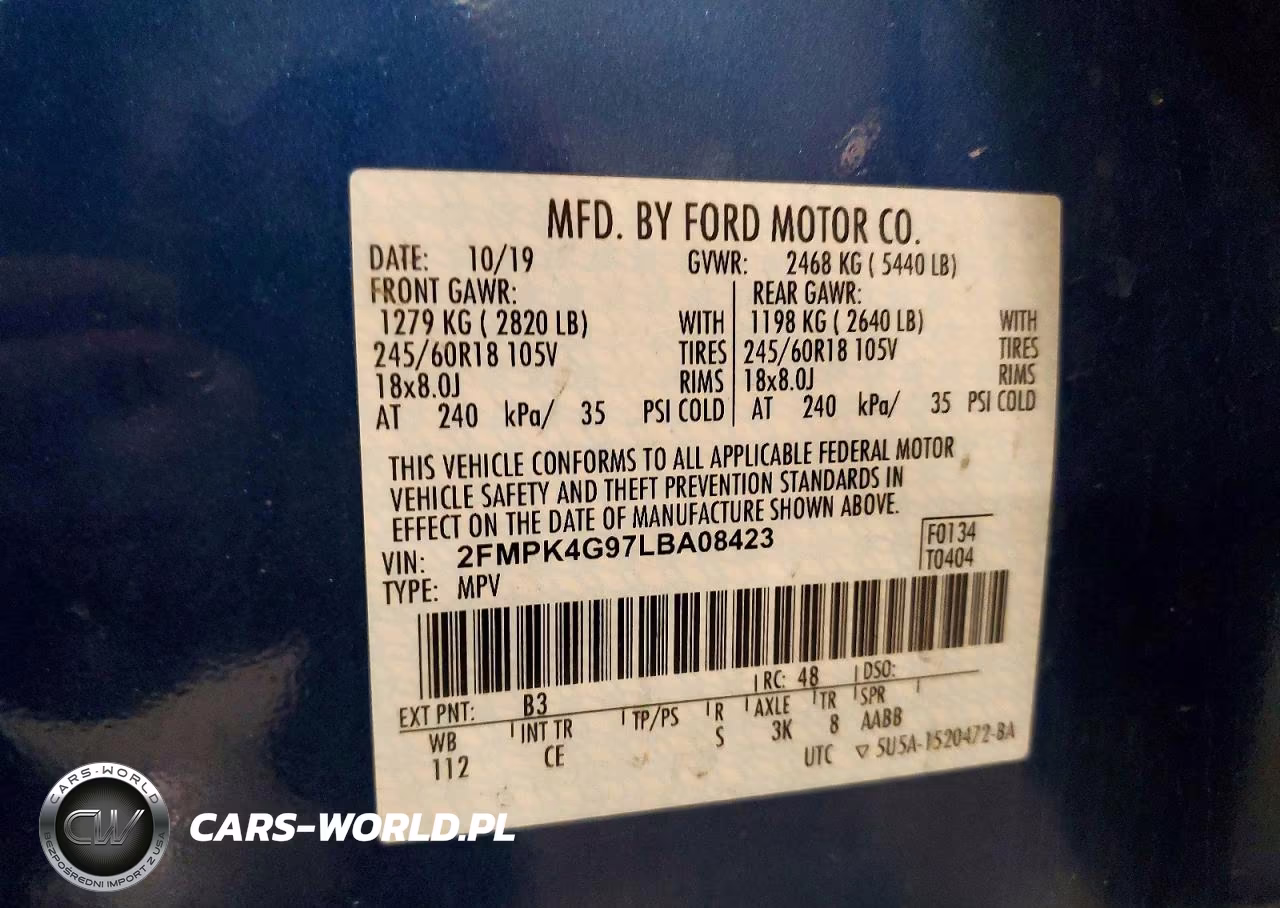 MFD. BY FORD MOTOR CO.
DATE: 10/19 GVWR: 2468 KG ( 5440 LB)
FRONT GAWR: REAR GAWR:
1279 KG ( 2820 LB) WITH 1198 KG ( 2640 LB) WITH
245/60R18 105V TIRES 245/60R18 105V TIRES
18x8.0J RIMS 18x8.0J RIMS
AT 240 kPa/ 35 PSI COLD AT 240 kPa/ 35 PSI COLD
THIS VEHICLE CONFORMS TO ALL APPLICABLE FEDERAL MOTOR
VEHICLE SAFETY AND THEFT PREVENTION STANDARDS IN
EFFECT ON THE DATE OF MANUFACTURE SHOWN ABOVE.
VIN: 2FMPK4G97LBA08423 F0134
TYPE: MPV T0404
EXT PNT: B3 RC: 48 DSO:
WB INT TR TP/PS R AXLE TR SPR
112 CE S 3K 8 AABB
UTC ▽ 5U5A-1520472-BA
CARS-WORLD
CW
BEZPOŚREDNI IMPORT Z USA
CARS-WORLD.PL